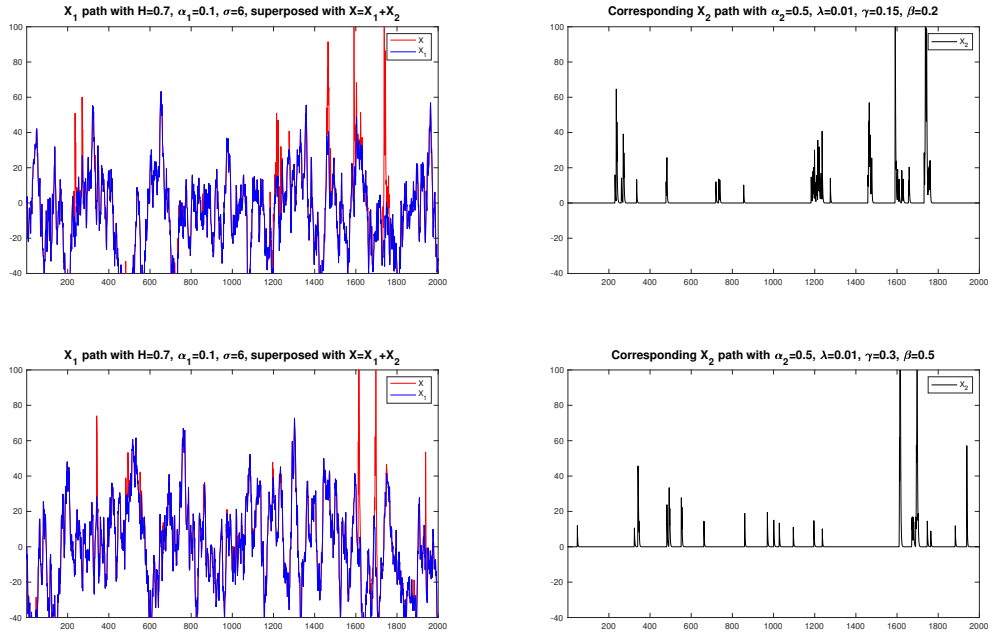 X₁ path with H=0.7, α₁=0.1, σ=6, superposed with X=X₁+X₂
100
80
60
40
20
0
-20
-40
200 400 600 800 1000 1200 1400 1600 1800 2000
X
X₁
Corresponding X₂ path with α₂=0.5, λ=0.01, γ=0.15, β=0.2
100
80
60
40
20
0
-20
-40
200 400 600 800 1000 1200 1400 1600 1800 2000
X₂
X₁ path with H=0.7, α₁=0.1, σ=6, superposed with X=X₁+X₂
100
80
60
40
20
0
-20
-40
200 400 600 800 1000 1200 1400 1600 1800 2000
X
X₁
Corresponding X₂ path with α₂=0.5, λ=0.01, γ=0.3, β=0.5
100
80
60
40
20
0
-20
-40
200 400 600 800 1000 1200 1400 1600 1800 2000
X₂